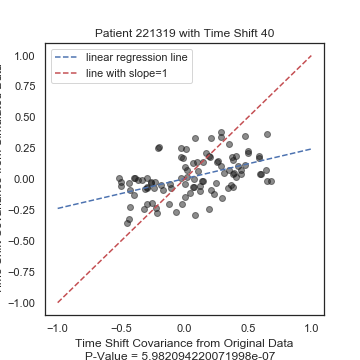 Patient 221319 with Time Shift 40
linear regression line
line with slope=1
1.00
0.75
0.50
0.25
0.00
−0.25
−0.50
−0.75
−1.00
−1.0
−0.5
0.0
0.5
1.0
Time Shift Covariance from Original Data
P-Value = 5.982094220071998e-07